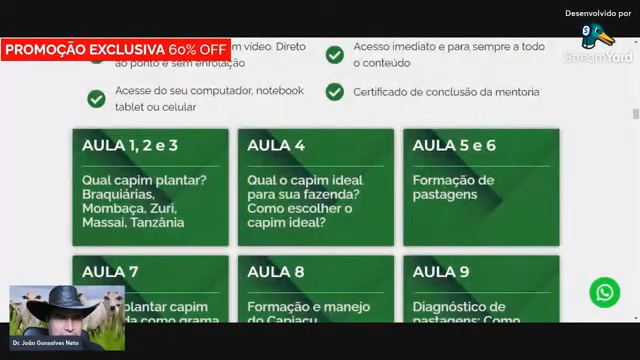 Desenvolvido por
StreamYard
PROMOÇÃO EXCLUSIVA 60% OFF
m vídeo. Direto
ao ponto e sem enrolação
Acesso imediato e para sempre a todo
o conteúdo
Acesse do seu computador, notebook
tablet ou celular
Certificado de conclusão da mentoria
AULA 1, 2 e 3
Qual capim plantar?
Braquiárias,
Mombaça, Zuri,
Massai, Tanzânia
AULA 4
Qual o capim ideal
para sua fazenda?
Como escolher o
capim ideal?
AULA 5 e 6
Formação de
pastagens
AULA 7
plantar capim
da como grama
AULA 8
Formação e manejo
do Capiaçu
AULA 9
Diagnóstico de
pastagens: Como
Dr. João Gonsalves Neto